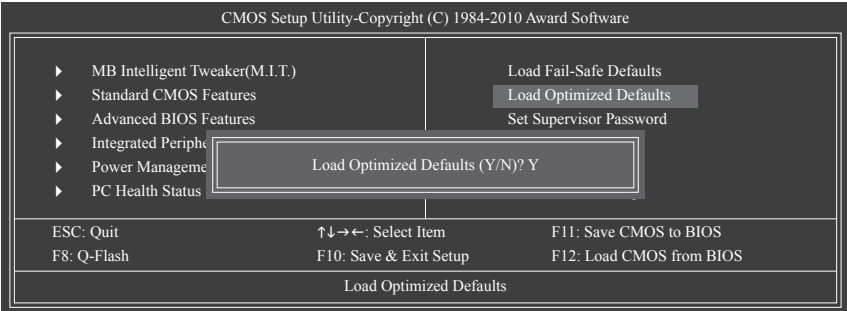 CMOS Setup Utility-Copyright (C) 1984-2010 Award Software
MB Intelligent Tweaker(M.I.T.)
Standard CMOS Features
Advanced BIOS Features
Integrated Periphe
Power Manageme
PC Health Status
Load Fail-Safe Defaults
Load Optimized Defaults
Set Supervisor Password
Load Optimized Defaults (Y/N)? Y
ESC: Quit
↑↓→←: Select Item
F11: Save CMOS to BIOS
F8: Q-Flash
F10: Save & Exit Setup
F12: Load CMOS from BIOS
Load Optimized Defaults